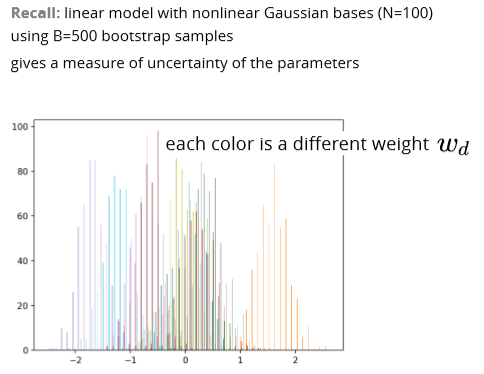 Recall: linear model with nonlinear Gaussian bases (N=100)
using B=500 bootstrap samples
gives a measure of uncertainty of the parameters
each color is a different weight w_d
100
80
60
40
20
0
−2 −1 0 1 2